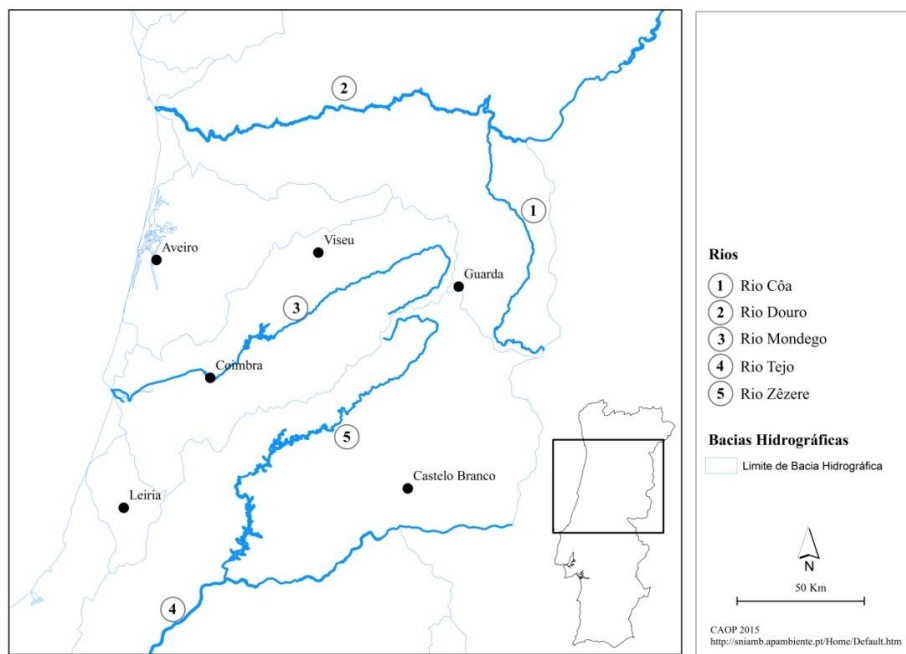 2
1
Aveiro
Viseu
Guarda
3
Coimbra
5
Castelo Branco
Leiria
4
Rios
1 Rio Côa
2 Rio Douro
3 Rio Mondego
4 Rio Tejo
5 Rio Zêzere
Bacias Hidrográficas
Limite de Bacia Hidrográfica
N
50 Km
CAOP 2015
http://sniamb.apambiente.pt/Home/Default.htm